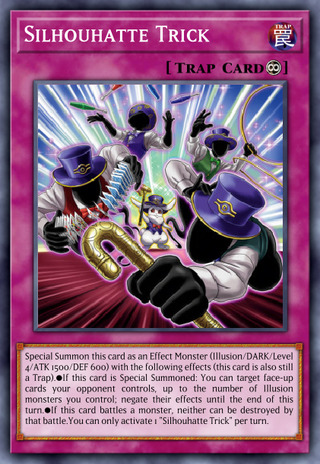 Silhouhatte Trick
TRAP
罠
[ Trap Card ]
Special Summon this card as an Effect Monster (Illusion/DARK/Level
4/ATK 1500/DEF 600) with the following effects (this card is also still
a Trap).●If this card is Special Summoned: You can target face-up
cards your opponent controls, up to the number of Illusion
monsters you control; negate their effects until the end of this
turn.●If this card battles a monster, neither can be destroyed by
that battle.You can only activate 1 "Silhouhatte Trick" per turn.